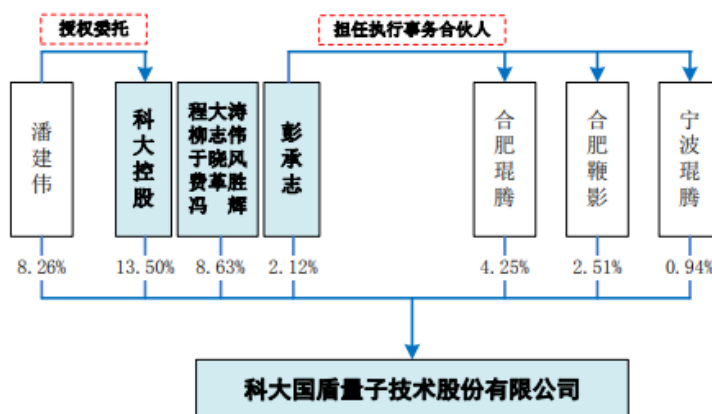 授权委托
担任执行事务合伙人
潘建伟
科大控股
程大涛
柳志伟
于晓风
费革胜
冯 辉
彭承志
合肥琨腾
合肥鞭影
宁波琨腾
8.26%
13.50%
8.63%
2.12%
4.25%
2.51%
0.94%
科大国盾量子技术股份有限公司